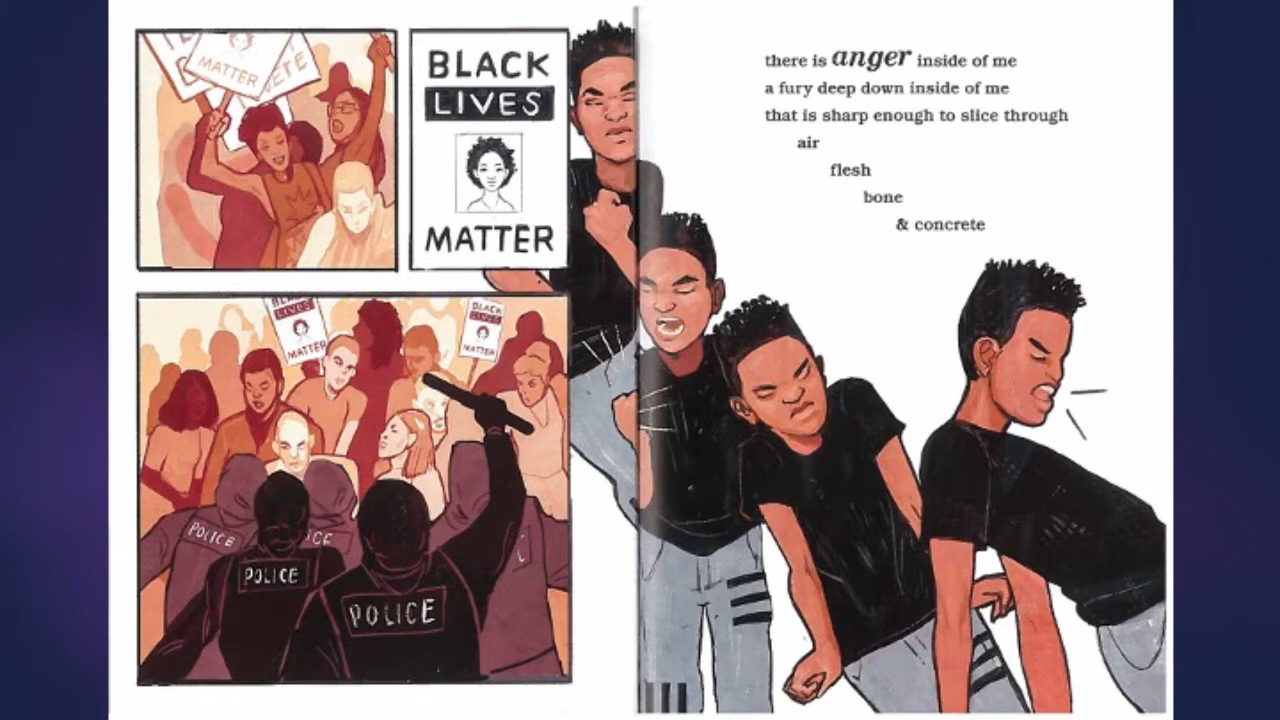 MATTER
BLACK
LIVES
MATTER
LIVES
MATTER
BLACK
LIVES
MATTER
POLICE
POLICE
POLICE
there is anger inside of me
a fury deep down inside of me
that is sharp enough to slice through
air
flesh
bone
& concrete